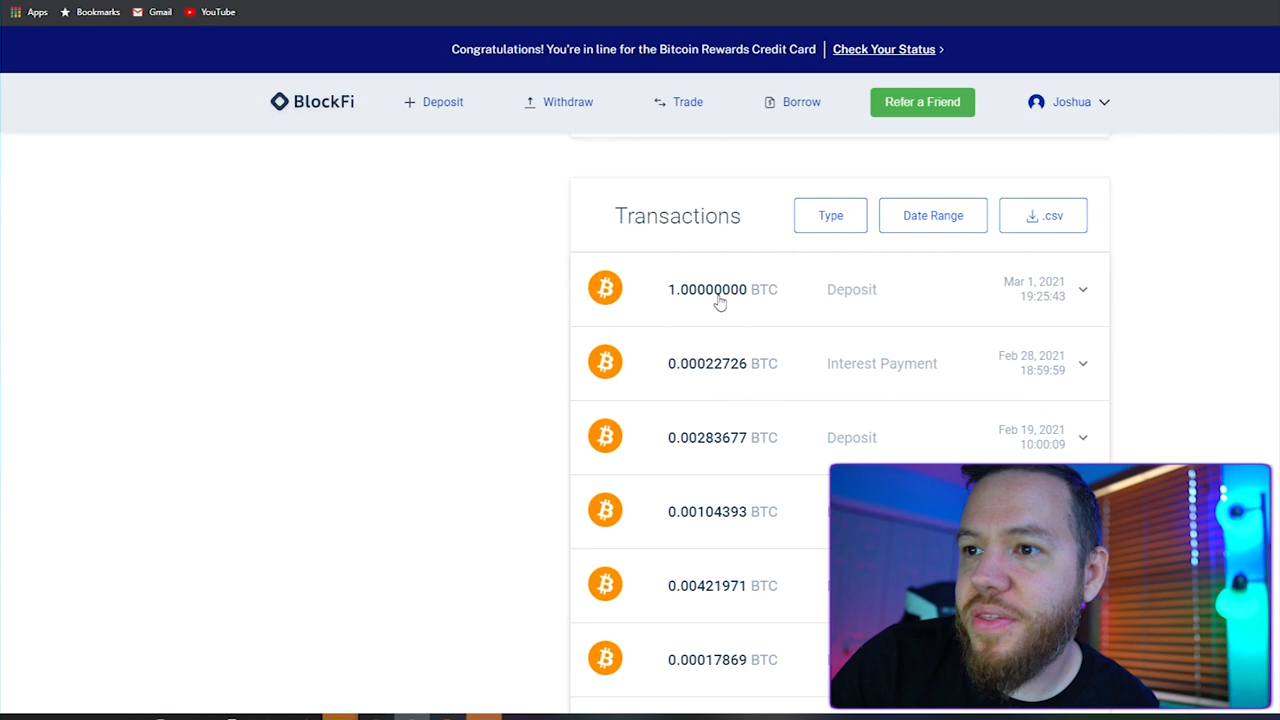 Apps Bookmarks Gmail YouTube
Congratulations! You're in line for the Bitcoin Rewards Credit Card | Check Your Status >
BlockFi + Deposit Withdraw Trade Borrow Refer a Friend Joshua
Transactions Type Date Range .csv
1.00000000 BTC Deposit Mar 1, 2021
19:25:43
0.00022726 BTC Interest Payment Feb 28, 2021
18:59:59
0.00283677 BTC Deposit Feb 19, 2021
10:00:09
0.00104393 BTC
0.00421971 BTC
0.00017869 BTC